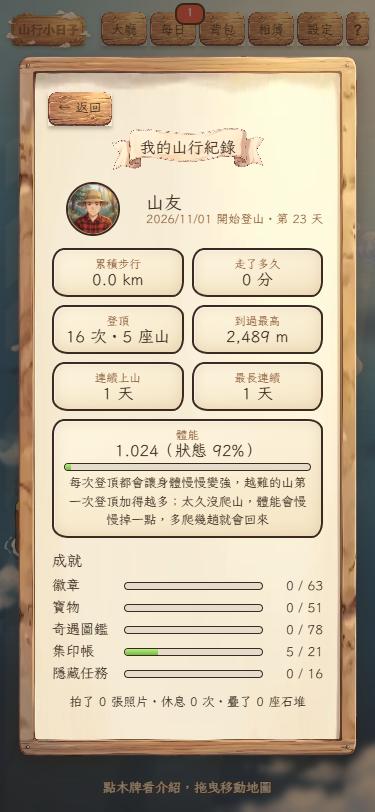 山行小日子 大廳 每日 背包 相簿 設定 ?
1
← 返回
我的山行紀錄
山友
2026/11/01 開始登山・第 23 天
累積步行 走了多久
0.0 km 0 分
登頂 到過最高
16 次・5 座山 2,489 m
連續上山 最長連續
1 天 1 天
體能
1.024 (狀態 92%)
每次登頂都會讓身體慢慢變強，越難的山第
一次登頂加得越多；太久沒爬山，體能會慢
慢掉一點，多爬幾趟就會回來
成就
徽章 0 / 63
寶物 0 / 51
奇遇圖鑑 0 / 78
集印帳 5 / 21
隱藏任務 0 / 16
拍了 0 張照片・休息 0 次・疊了 0 座石堆
點木牌看介紹，拖曳移動地圖